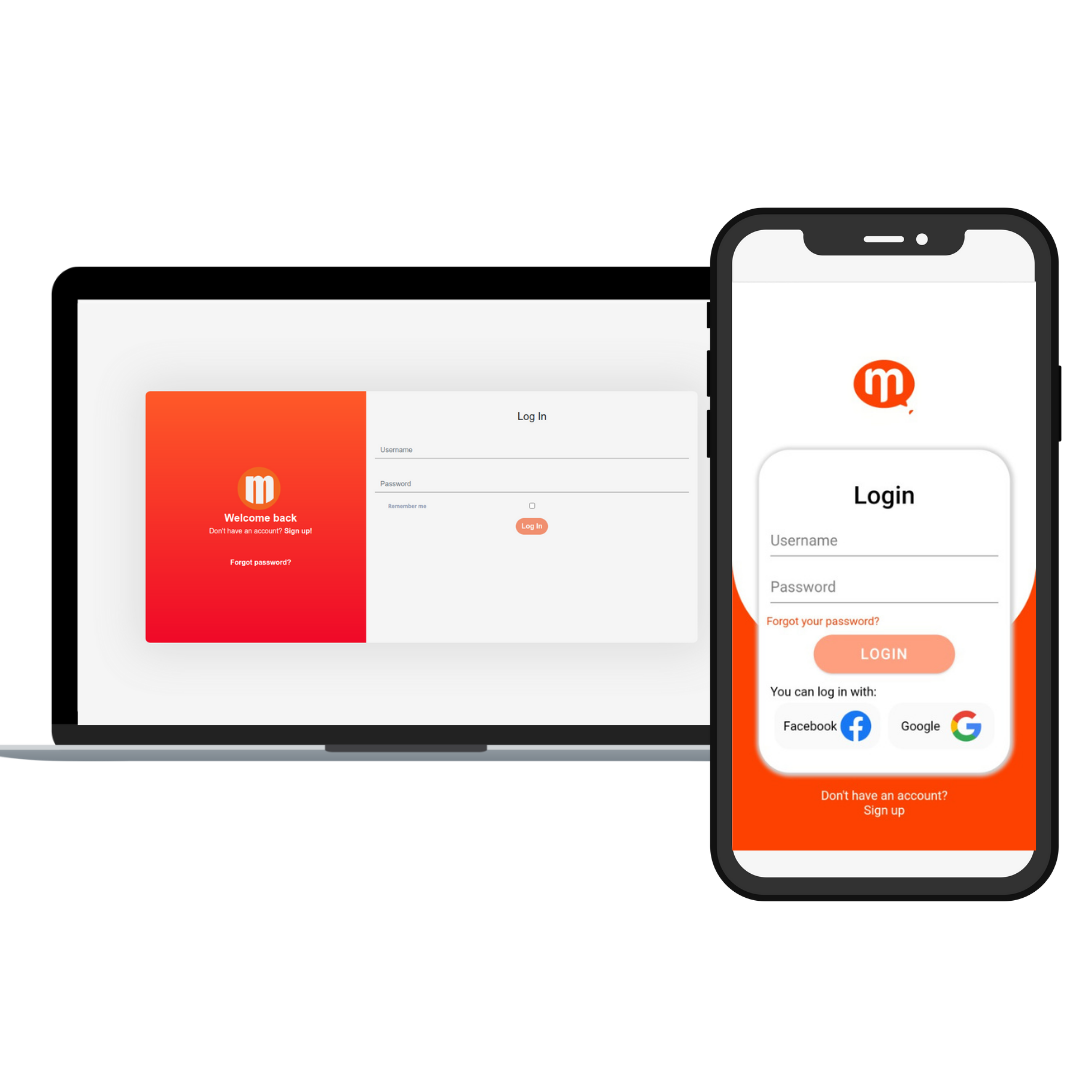 m
Welcome back
Don't have an account? Sign up!
Forgot password?
Log In
Username
Password
Remember me
Log In
m
Login
Username
Password
Forgot your password?
LOGIN
You can log in with:
Facebook
Google
Don't have an account?
Sign up